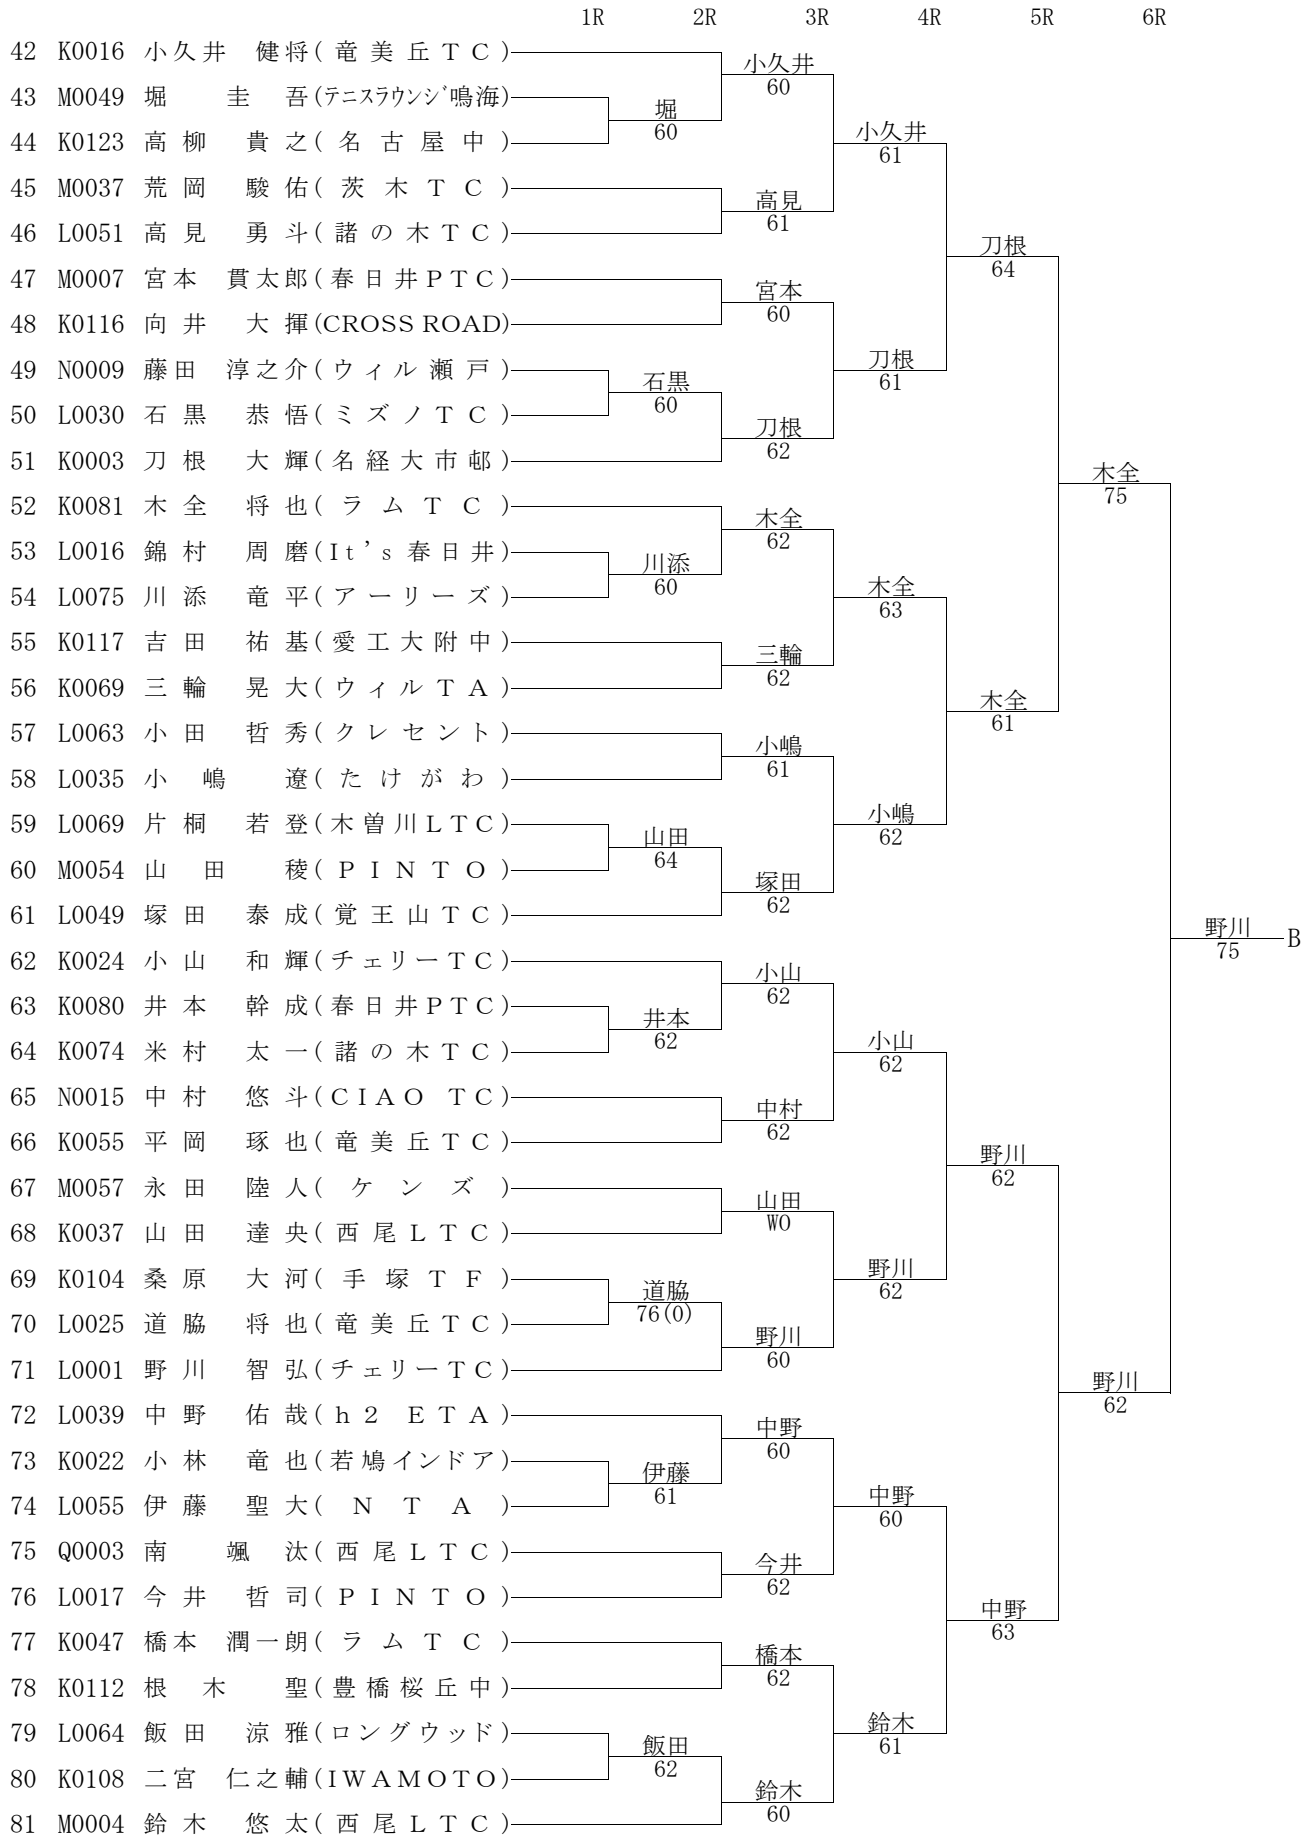 1R 2R 3R 4R 5R 6R
42 K0016 小久井 健将(竜美丘TC)
小久井
60
43 M0049 堀 圭吾(テニスラウンジ鳴海)
堀
60
44 K0123 高柳 貴之(名古屋中)
小久井
61
45 M0037 荒岡 駿佑(茨木TC)
高見
61
46 L0051 高見 勇斗(諸の木TC)
刀根
64
47 M0007 宮本 貫太郎(春日井PTC)
宮本
60
48 K0116 向井 大揮(CROSS ROAD)
49 N0009 藤田 淳之介(ウィル瀬戸)
刀根
61
石黒
60
50 L0030 石黒 恭悟(ミズノTC)
刀根
62
51 K0003 刀根 大輝(名経大市邨)
木全
75
52 K0081 木全 将也(ラムTC)
木全
62
53 L0016 錦村 周磨(It's春日井)
川添
60
54 L0075 川添 竜平(アーリーズ)
木全
63
55 K0117 吉田 祐基(愛工大附中)
三輪
62
56 K0069 三輪 晃大(ウィルTA)
木全
61
57 L0063 小田 哲秀(クレセント)
小嶋
61
58 L0035 小嶋 遼(たけがわ)
59 L0069 片桐 若登(木曽川LTC)
小嶋
62
山田
64
60 M0054 山田 稜(PINTO)
塚田
62
61 L0049 塚田 泰成(覚王山TC)
野川
75
B
62 K0024 小山 和輝(チェリーTC)
小山
62
63 K0080 井本 幹成(春日井PTC)
井本
62
64 K0074 米村 太一(諸の木TC)
小山
62
65 N0015 中村 悠斗(CIAO TC)
中村
62
66 K0055 平岡 琢也(竜美丘TC)
野川
62
67 M0057 永田 陸人(ケンズ)
山田
WO
68 K0037 山田 達央(西尾LTC)
69 K0104 桑原 大河(手塚TF)
野川
62
道脇
76(0)
70 L0025 道脇 将也(竜美丘TC)
野川
60
71 L0001 野川 智弘(チェリーTC)
野川
62
72 L0039 中野 佑哉(h2 ETA)
中野
60
73 K0022 小林 竜也(若鳩インドア)
伊藤
61
74 L0055 伊藤 聖大(NTA)
中野
60
75 Q0003 南 颯汰(西尾LTC)
今井
62
76 L0017 今井 哲司(PINTO)
中野
63
77 K0047 橋本 潤一朗(ラムTC)
橋本
62
78 K0112 根木 聖(豊橋桜丘中)
79 L0064 飯田 涼雅(ロングウッド)
鈴木
61
飯田
62
80 K0108 二宮 仁之輔(IWAMOTO)
鈴木
60
81 M0004 鈴木 悠太(西尾LTC)